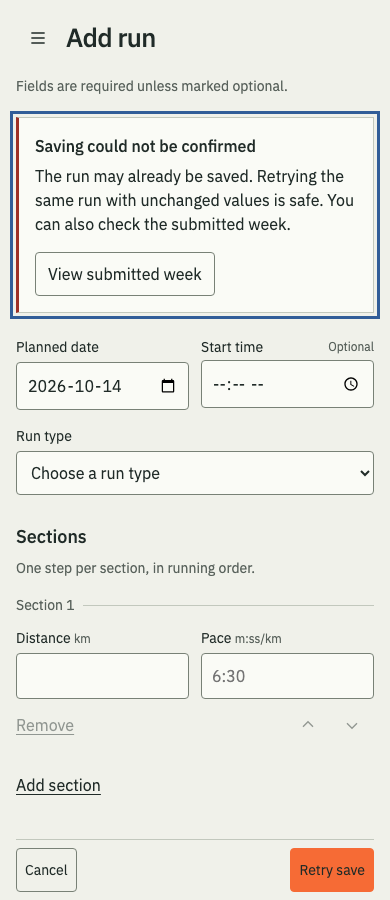 Add run
Fields are required unless marked optional.
Saving could not be confirmed
The run may already be saved. Retrying the
same run with unchanged values is safe. You
can also check the submitted week.
View submitted week
Planned date
Start time Optional
2026-10-14
--:-- --
Run type
Choose a run type
Sections
One step per section, in running order.
Section 1
Distance km
Pace m:ss/km
6:30
Remove
Add section
Cancel
Retry save